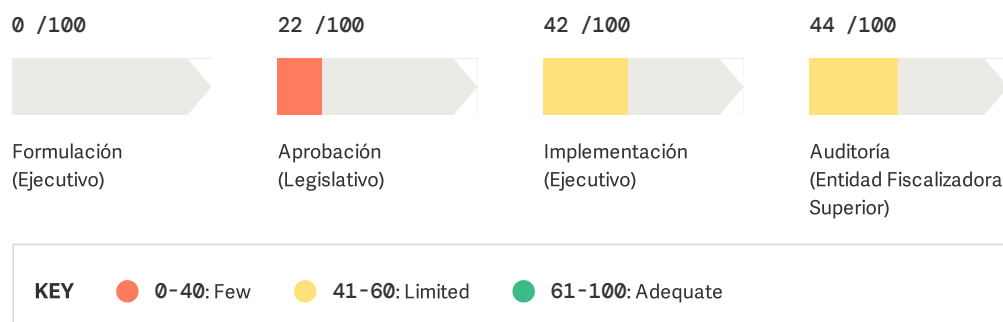 0 /100
22 /100
42 /100
44 /100
Formulación
(Ejecutivo)
Aprobación
(Legislativo)
Implementación
(Ejecutivo)
Auditoría
(Entidad Fiscalizadora
Superior)
KEY
0-40: Few
41-60: Limited
61-100: Adequate